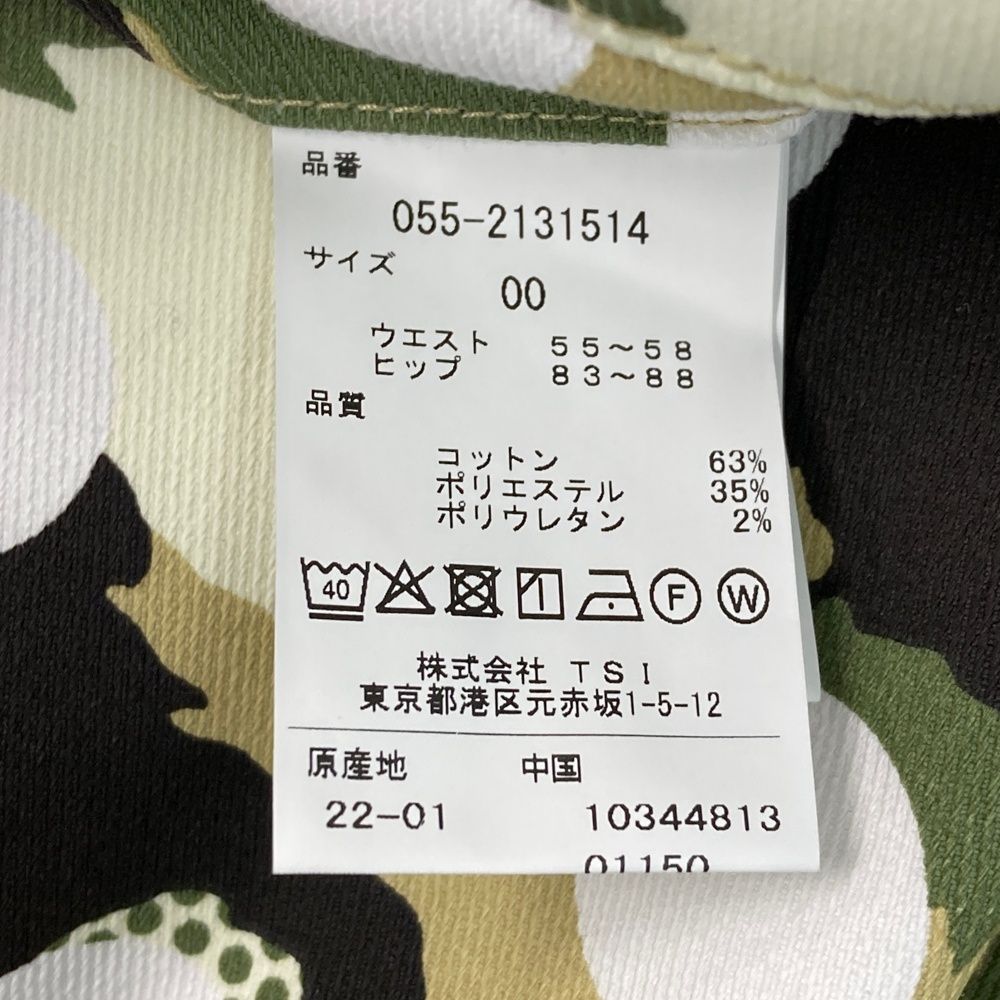 品番
055-2131514
サイズ
00
ウエスト 55～58
ヒップ 83～88
品質
コットン 63%
ポリエステル 35%
ポリウレタン 2%
40 F W
株式会社 TSI
東京都港区元赤坂1-5-12
原産地 中国
22-01 10344813
01150